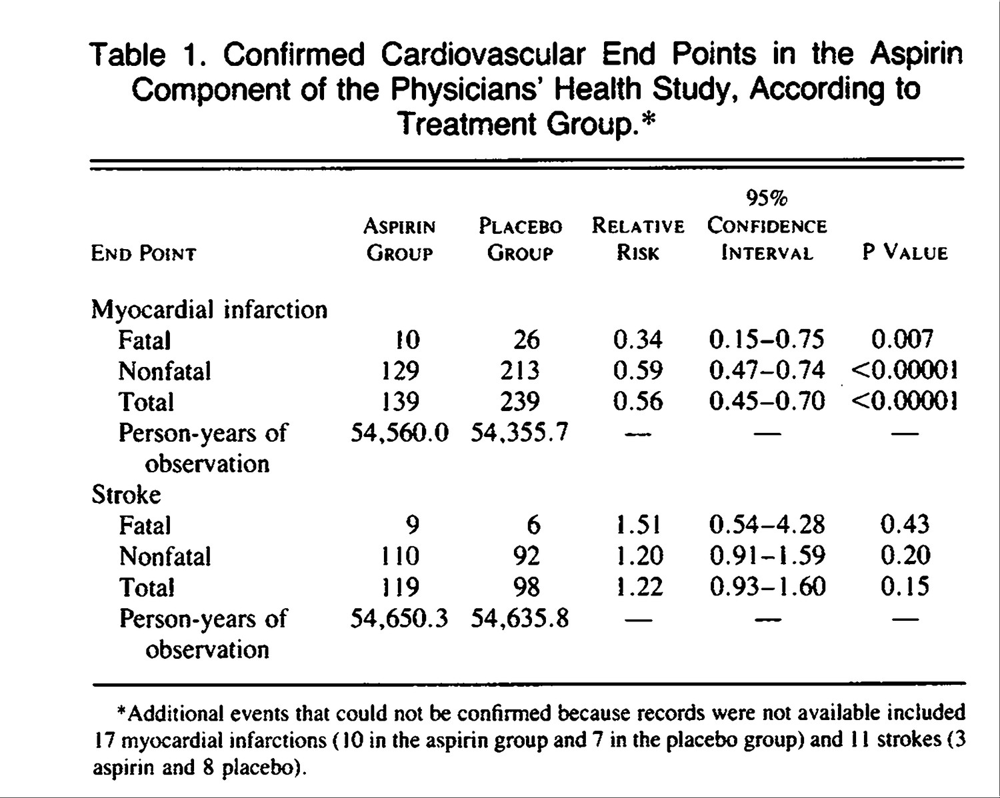 Table 1. Confirmed Cardiovascular End Points in the Aspirin
Component of the Physicians' Health Study, According to
Treatment Group.*
95%
ASPIRIN PLACEBO RELATIVE CONFIDENCE
END POINT GROUP GROUP RISK INTERVAL P VALUE
Myocardial infarction
Fatal 10 26 0.34 0.15–0.75 0.007
Nonfatal 129 213 0.59 0.47–0.74 <0.00001
Total 139 239 0.56 0.45–0.70 <0.00001
Person-years of 54,560.0 54,355.7 — — —
observation
Stroke
Fatal 9 6 1.51 0.54–4.28 0.43
Nonfatal 110 92 1.20 0.91–1.59 0.20
Total 119 98 1.22 0.93–1.60 0.15
Person-years of 54,650.3 54,635.8 — — —
observation
*Additional events that could not be confirmed because records were not available included
17 myocardial infarctions (10 in the aspirin group and 7 in the placebo group) and 11 strokes (3
aspirin and 8 placebo).